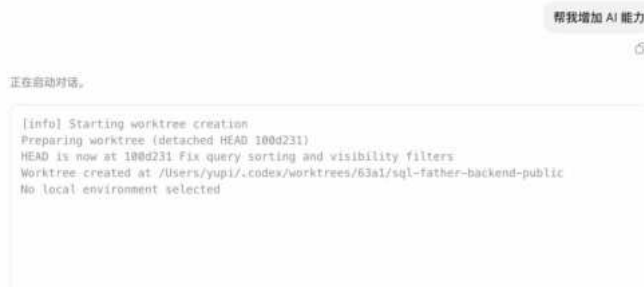 帮我增加 AI 能力
正在启动对话。
[info] Starting worktree creation
Preparing worktree (detached HEAD 100d231)
HEAD is now at 100d231 Fix query sorting and visibility filters
Worktree created at /Users/yupi/.codex/worktrees/63a1/sql-father-backend-public
No local environment selected